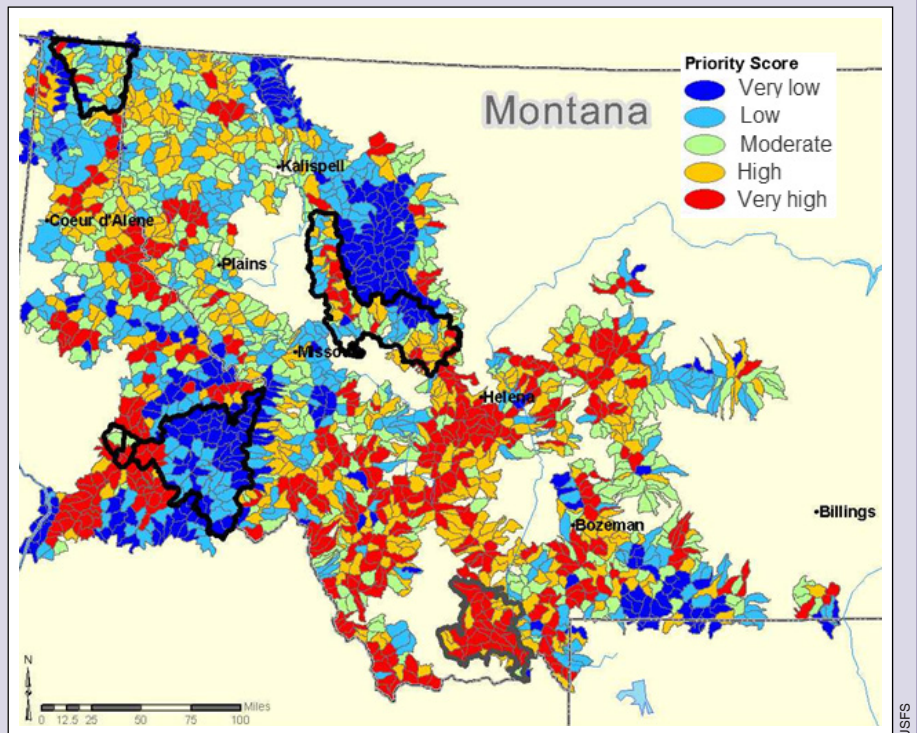 Priority Score
Very low
Low
Moderate
High
Very high
Montana
•Kalispell
•Coeur d'Alene
•Plains
•Helena
•Bozeman
•Billings
N
0 12.5 25 50 75 100
Miles
USFS